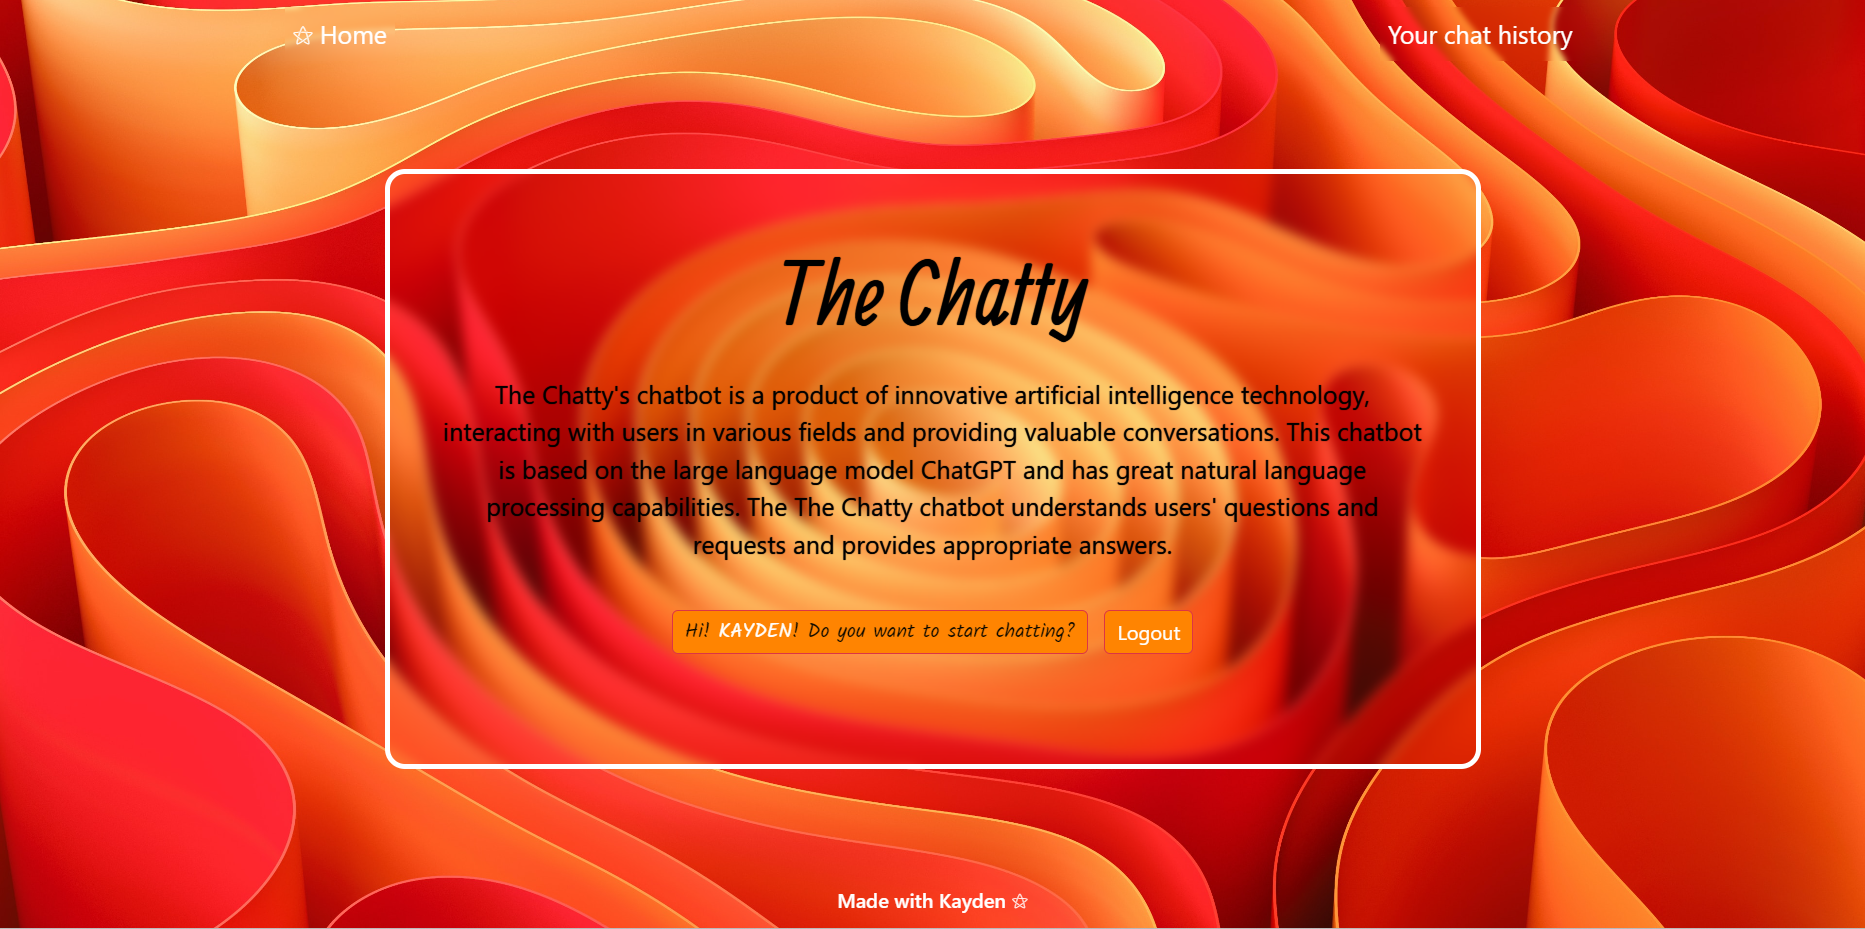 ☆ Home
Your chat history
The Chatty
The Chatty's chatbot is a product of innovative artificial intelligence technology,
interacting with users in various fields and providing valuable conversations. This chatbot
is based on the large language model ChatGPT and has great natural language
processing capabilities. The The Chatty chatbot understands users' questions and
requests and provides appropriate answers.
Hi! KAYDEN! Do you want to start chatting?
Logout
Made with Kayden ☆